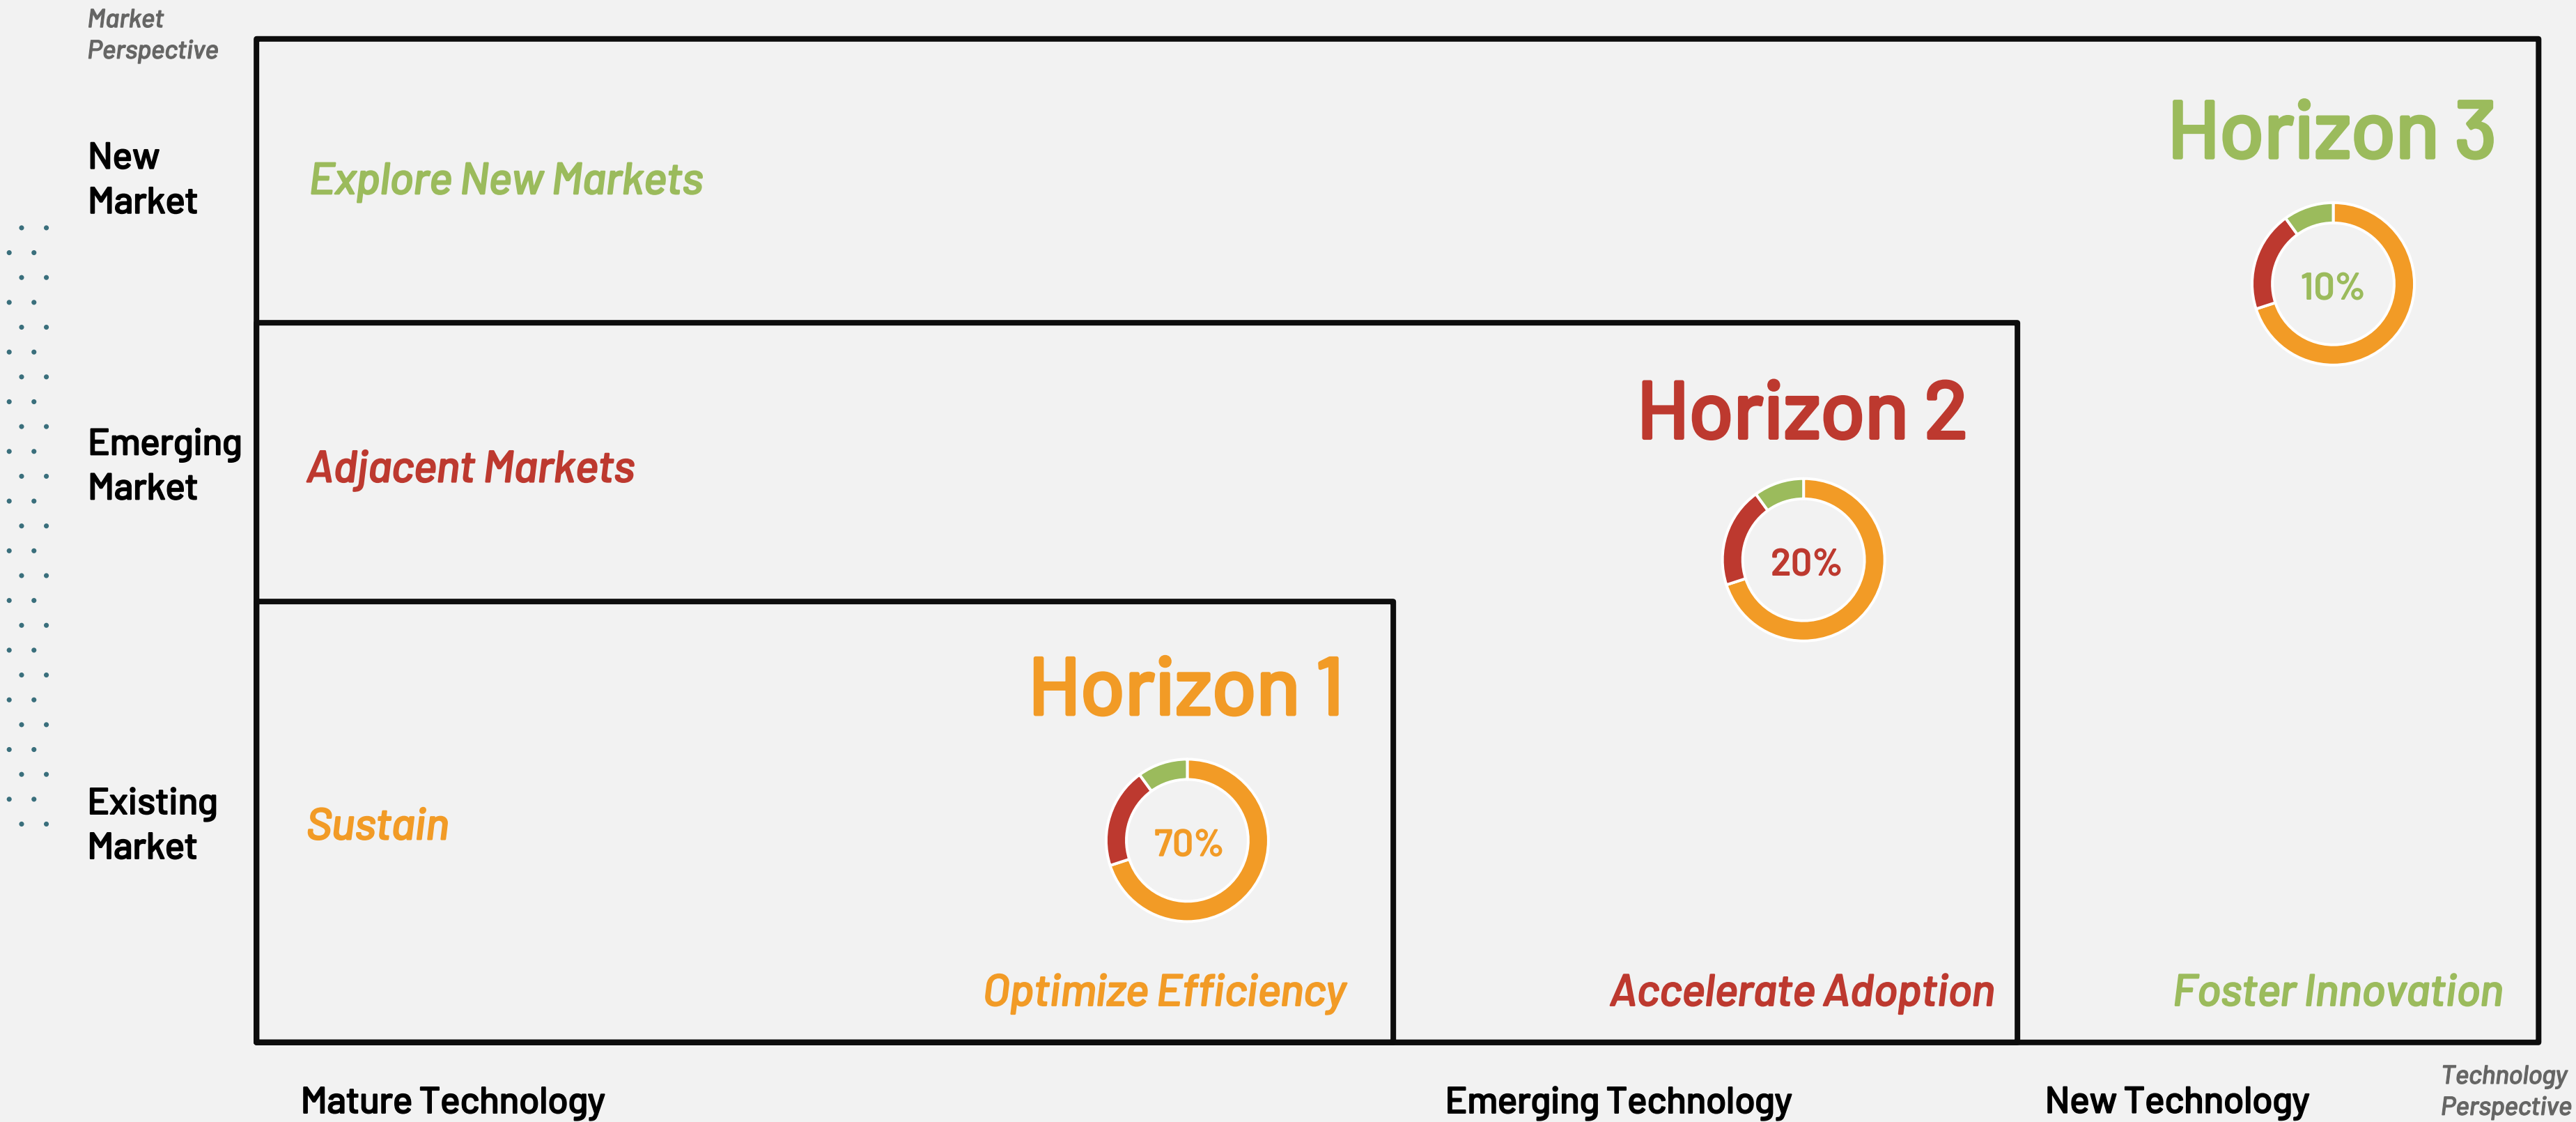 Market
Perspective
New
Market
Explore New Markets
Horizon 3
10%
Emerging
Market
Adjacent Markets
Horizon 2
20%
Existing
Market
Sustain
Horizon 1
70%
Optimize Efficiency
Accelerate Adoption
Foster Innovation
Mature Technology
Emerging Technology
New Technology
Technology
Perspective